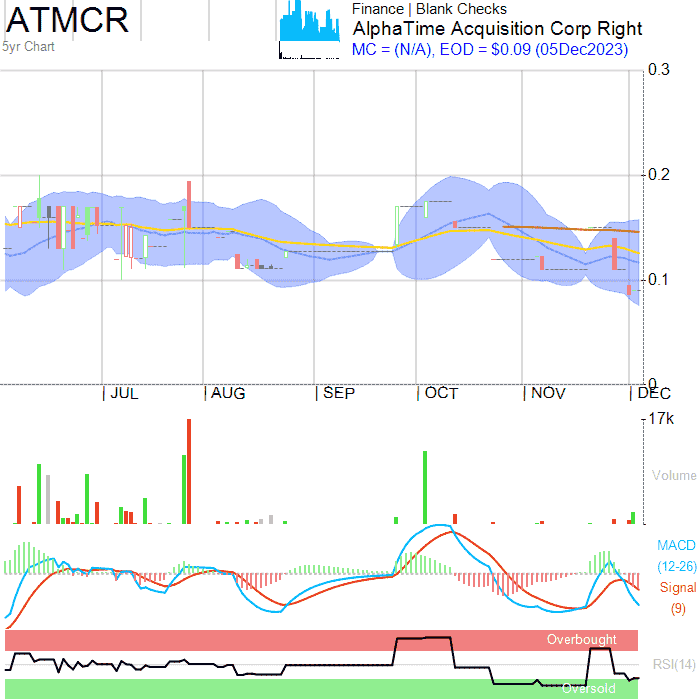 ATMCR
5yr Chart
Finance | Blank Checks
AlphaTime Acquisition Corp Right
MC = (N/A), EOD = $0.09 (05Dec2023)
0.3
0.2
0.1
0
JUL
AUG
SEP
OCT
NOV
DEC
17k
Volume
MACD
(12-26)
Signal
(9)
Overbought
RSI(14)
Oversold